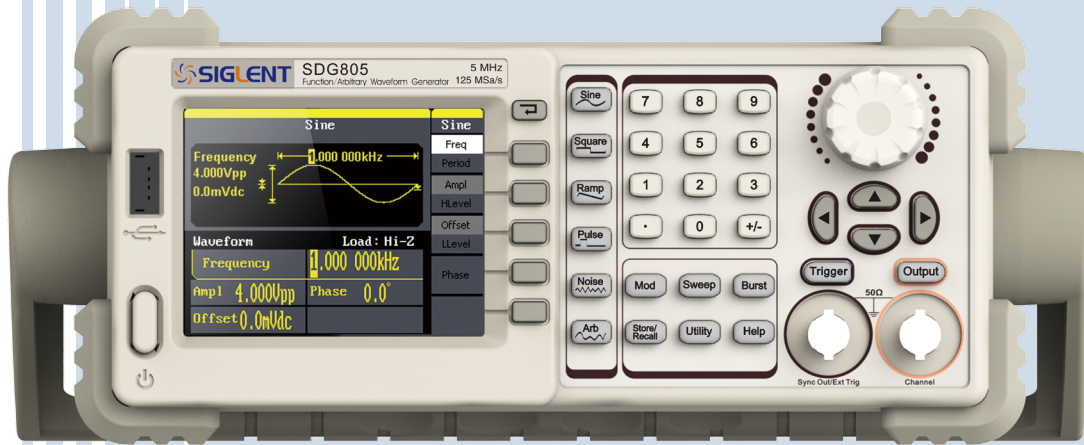 SIGLENT SDG805 5 MHz
Function/Arbitrary Waveform Generator 125 MSa/s
Sine
Frequency
4.000Vpp
0.0mVdc
1.000 000kHz
Waveform Load: Hi-Z
Frequency 1.000 000kHz
Ampl 4.000Vpp Phase 0.0°
Offset 0.0mVdc
Sine
Freq
Period
Ampl
HLevel
Offset
LLevel
Phase
Sine
Square
Ramp
Pulse
Noise
Arb
7 8 9
4 5 6
1 2 3
. 0 +/-
Mod Sweep Burst
Store/
Recall Utility Help
Trigger Output
50Ω
Sync Out/Ext Trig Channel